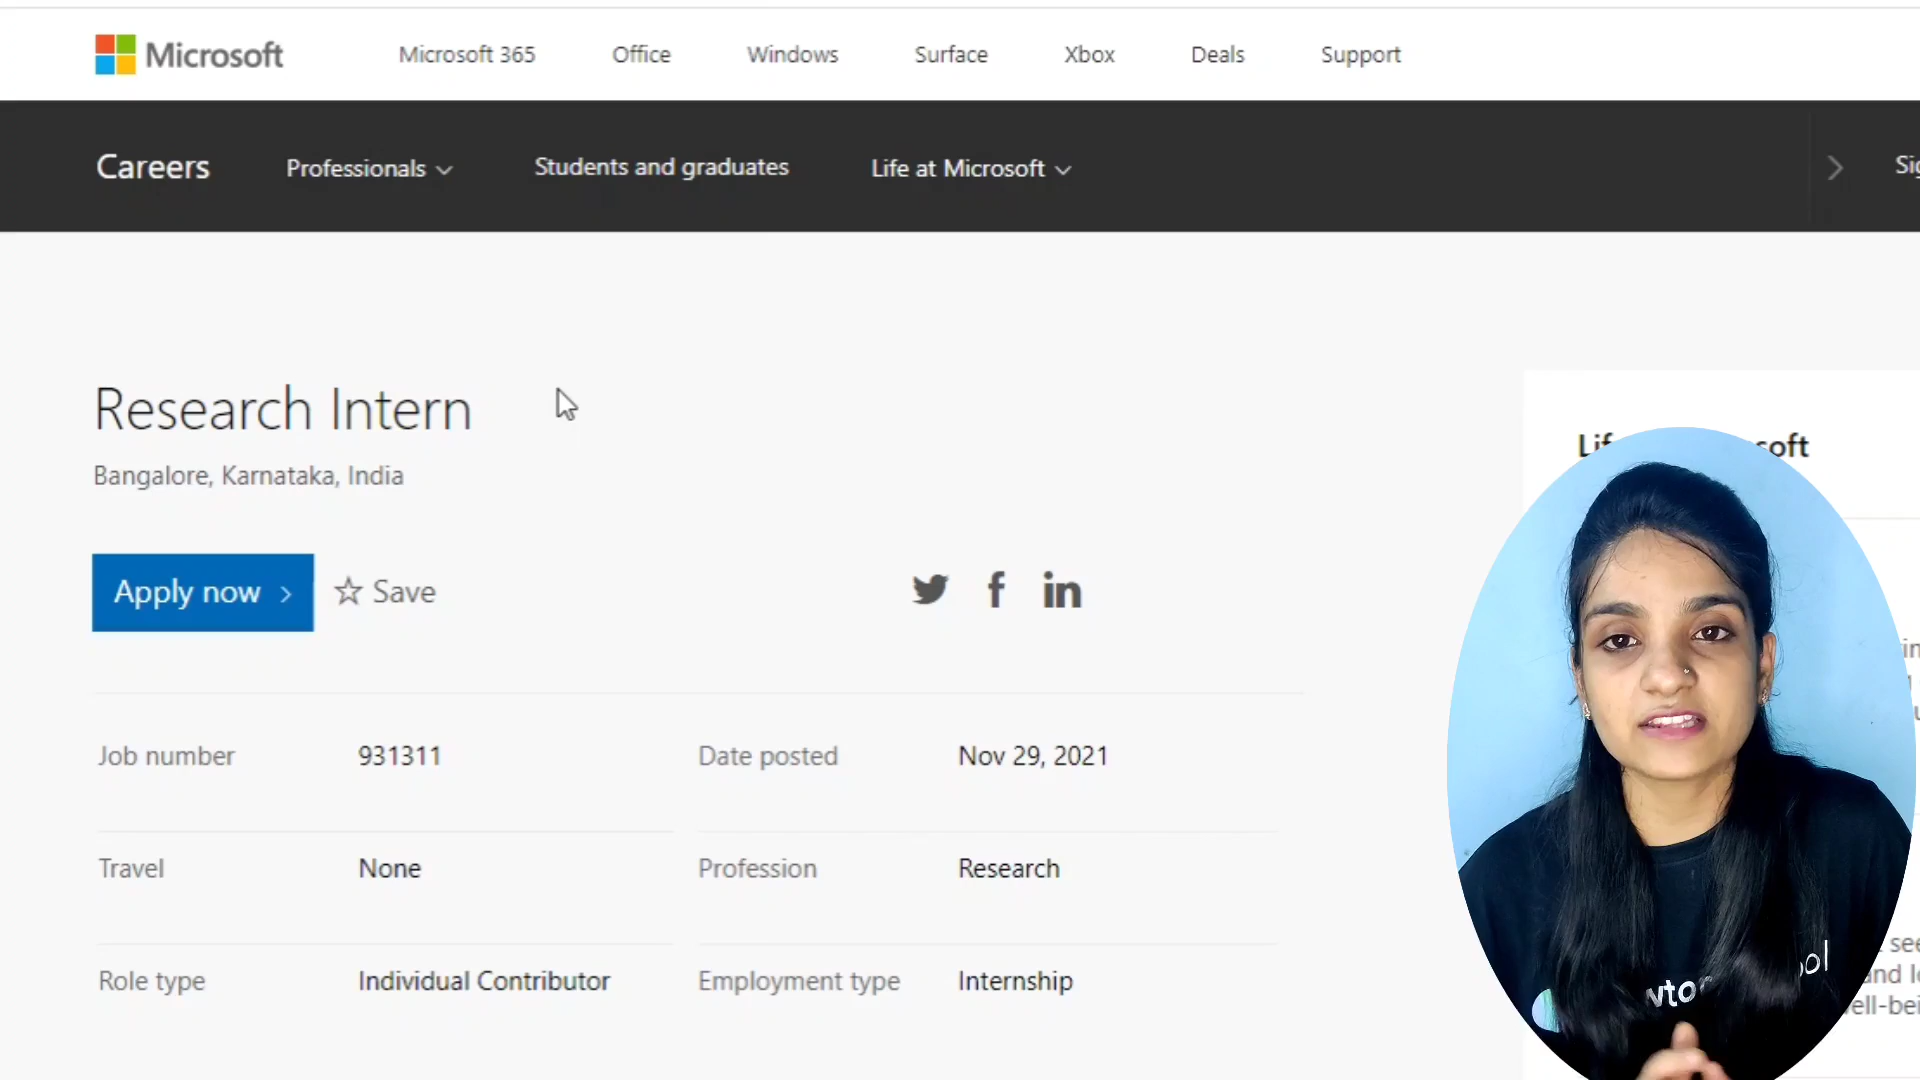 Microsoft Microsoft 365 Office Windows Surface Xbox Deals Support
Careers Professionals Students and graduates Life at Microsoft
Research Intern
Bangalore, Karnataka, India
Apply now Save
Job number 931311 Date posted Nov 29, 2021
Travel None Profession Research
and
Role type Individual Contributor Employment type Internship